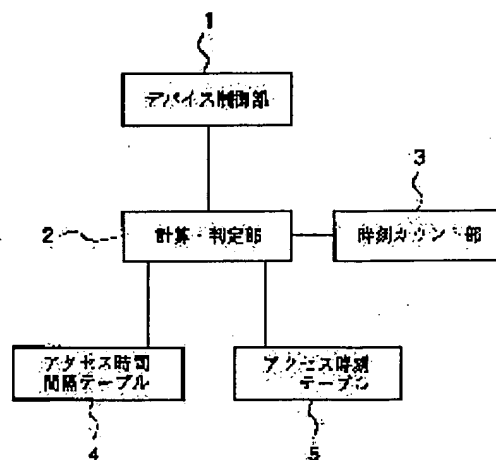 1
デバイス制御部
3
2
計算・判定部
時刻カウント部
アクセス時間
間隔テーブル
アクセス時刻
テーブル
4
5